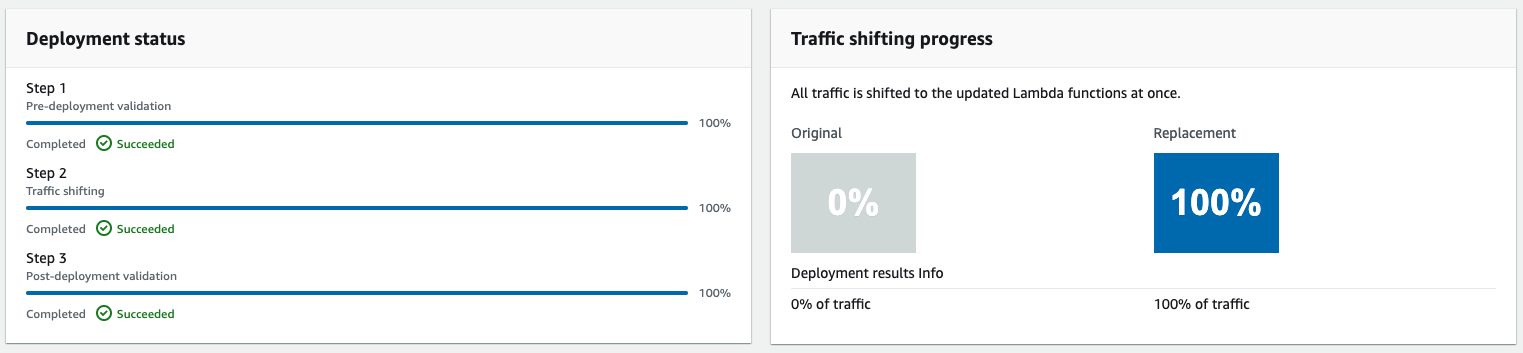 Deployment status
Step 1
Pre-deployment validation
100%
Completed Succeeded
Step 2
Traffic shifting
100%
Completed Succeeded
Step 3
Post-deployment validation
100%
Completed Succeeded
Traffic shifting progress
All traffic is shifted to the updated Lambda functions at once.
Original Replacement
0% 100%
Deployment results Info
0% of traffic 100% of traffic